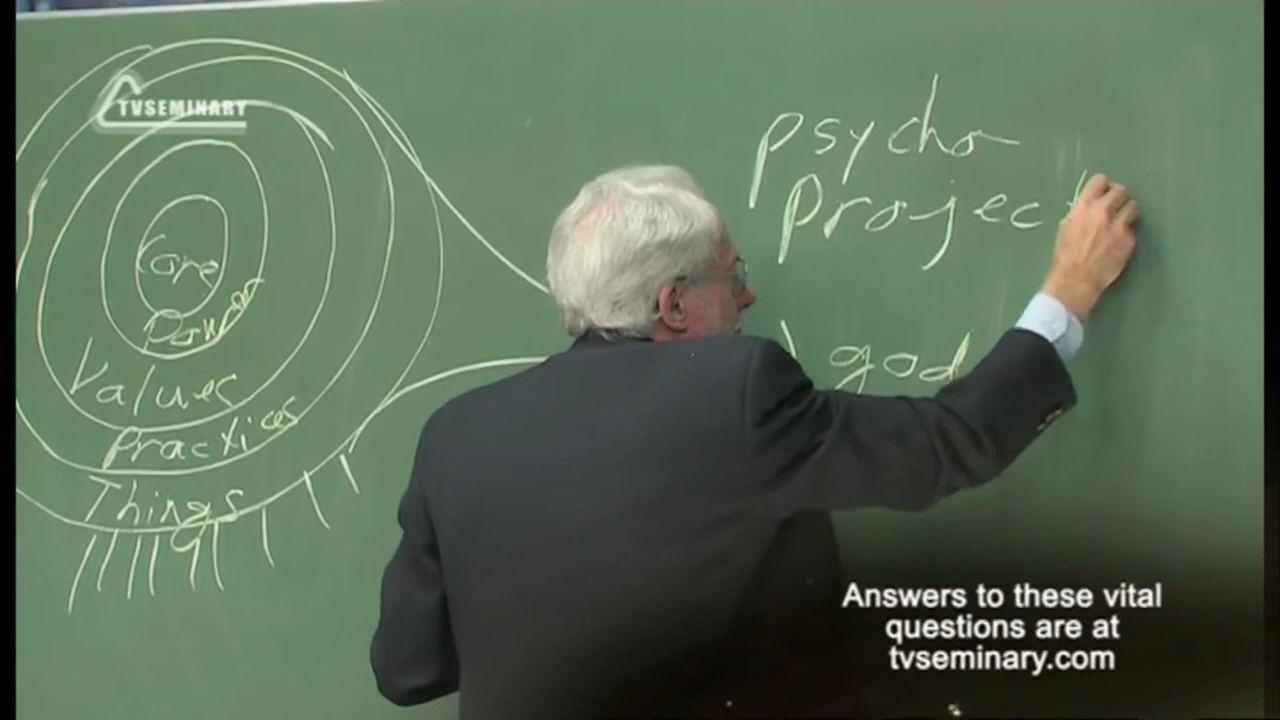 TVSEMINARY
Core
Power
Values
Practices
Things
psycho
project
god
Answers to these vital
questions are at
tvseminary.com